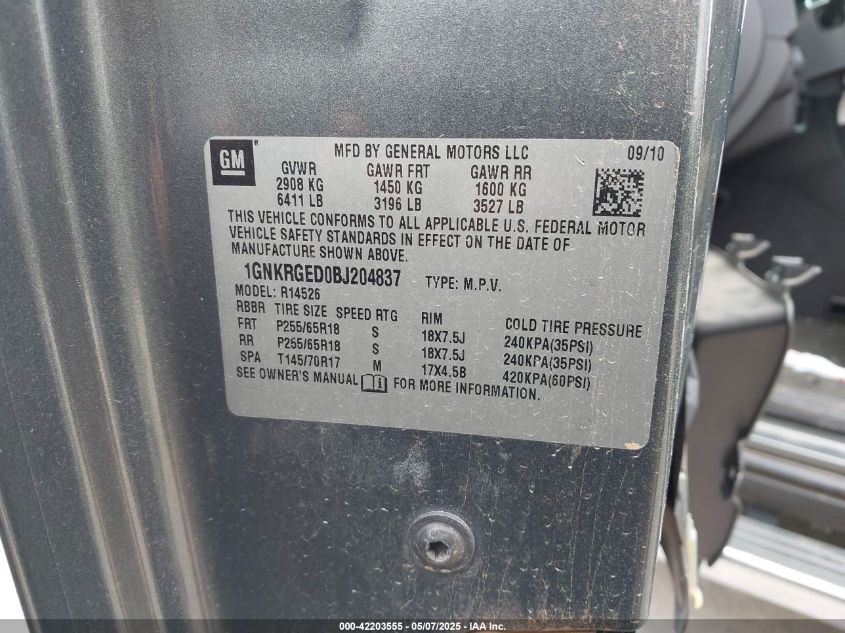 GM
MFD BY GENERAL MOTORS LLC 09/10
GVWR GAWR FRT GAWR RR
2908 KG 1450 KG 1600 KG
6411 LB 3196 LB 3527 LB
THIS VEHICLE CONFORMS TO ALL APPLICABLE U.S. FEDERAL MOTOR
VEHICLE SAFETY STANDARDS IN EFFECT ON THE DATE OF
MANUFACTURE SHOWN ABOVE.
1GNKRGED0BJ204837 TYPE: M.P.V.
MODEL: R14526
RBBR TIRE SIZE SPEED RTG RIM COLD TIRE PRESSURE
FRT P255/65R18 S 18X7.5J 240KPA(35PSI)
RR P255/65R18 S 18X7.5J 240KPA(35PSI)
SPA T145/70R17 M 17X4.5B 420KPA(60PSI)
SEE OWNER'S MANUAL FOR MORE INFORMATION.
000-42203555 - 05/07/2025 - www.iaai.com